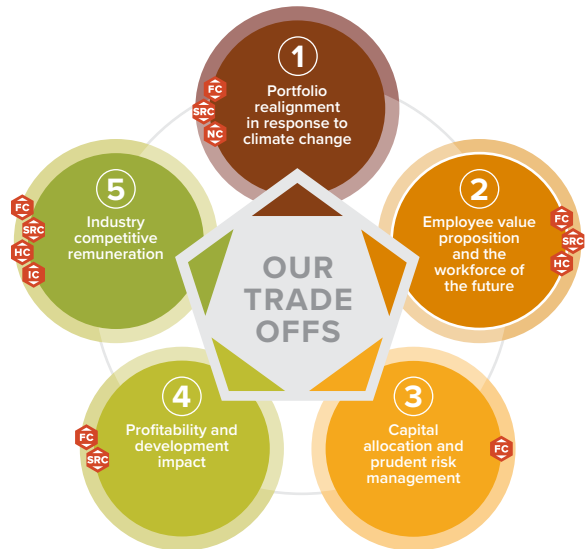 1
Portfolio
realignment
in response to
climate change
FC
SRC
NC
2
Employee value
proposition
and the
workforce of
the future
FC
SRC
HC
3
Capital
allocation and
prudent risk
management
FC
4
Profitability and
development
impact
FC
SRC
5
Industry
competitive
remuneration
FC
SRC
HC
IC
OUR
TRADE
OFFS